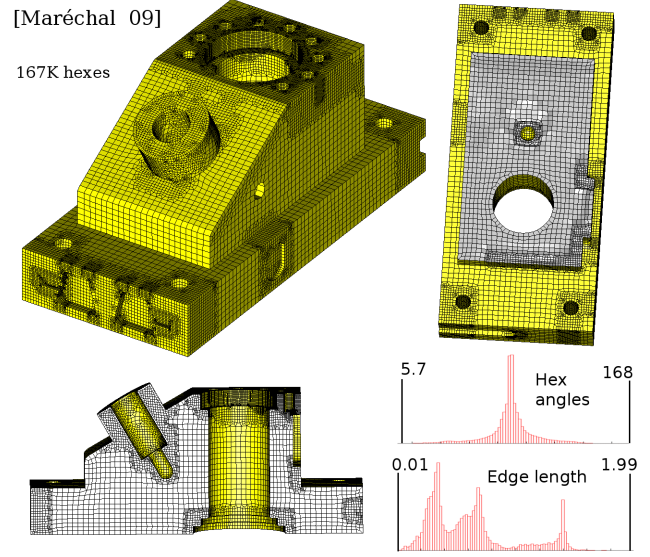 [Maréchal 09]
167K hexes
5.7
168
Hex
angles
0.01
1.99
Edge length